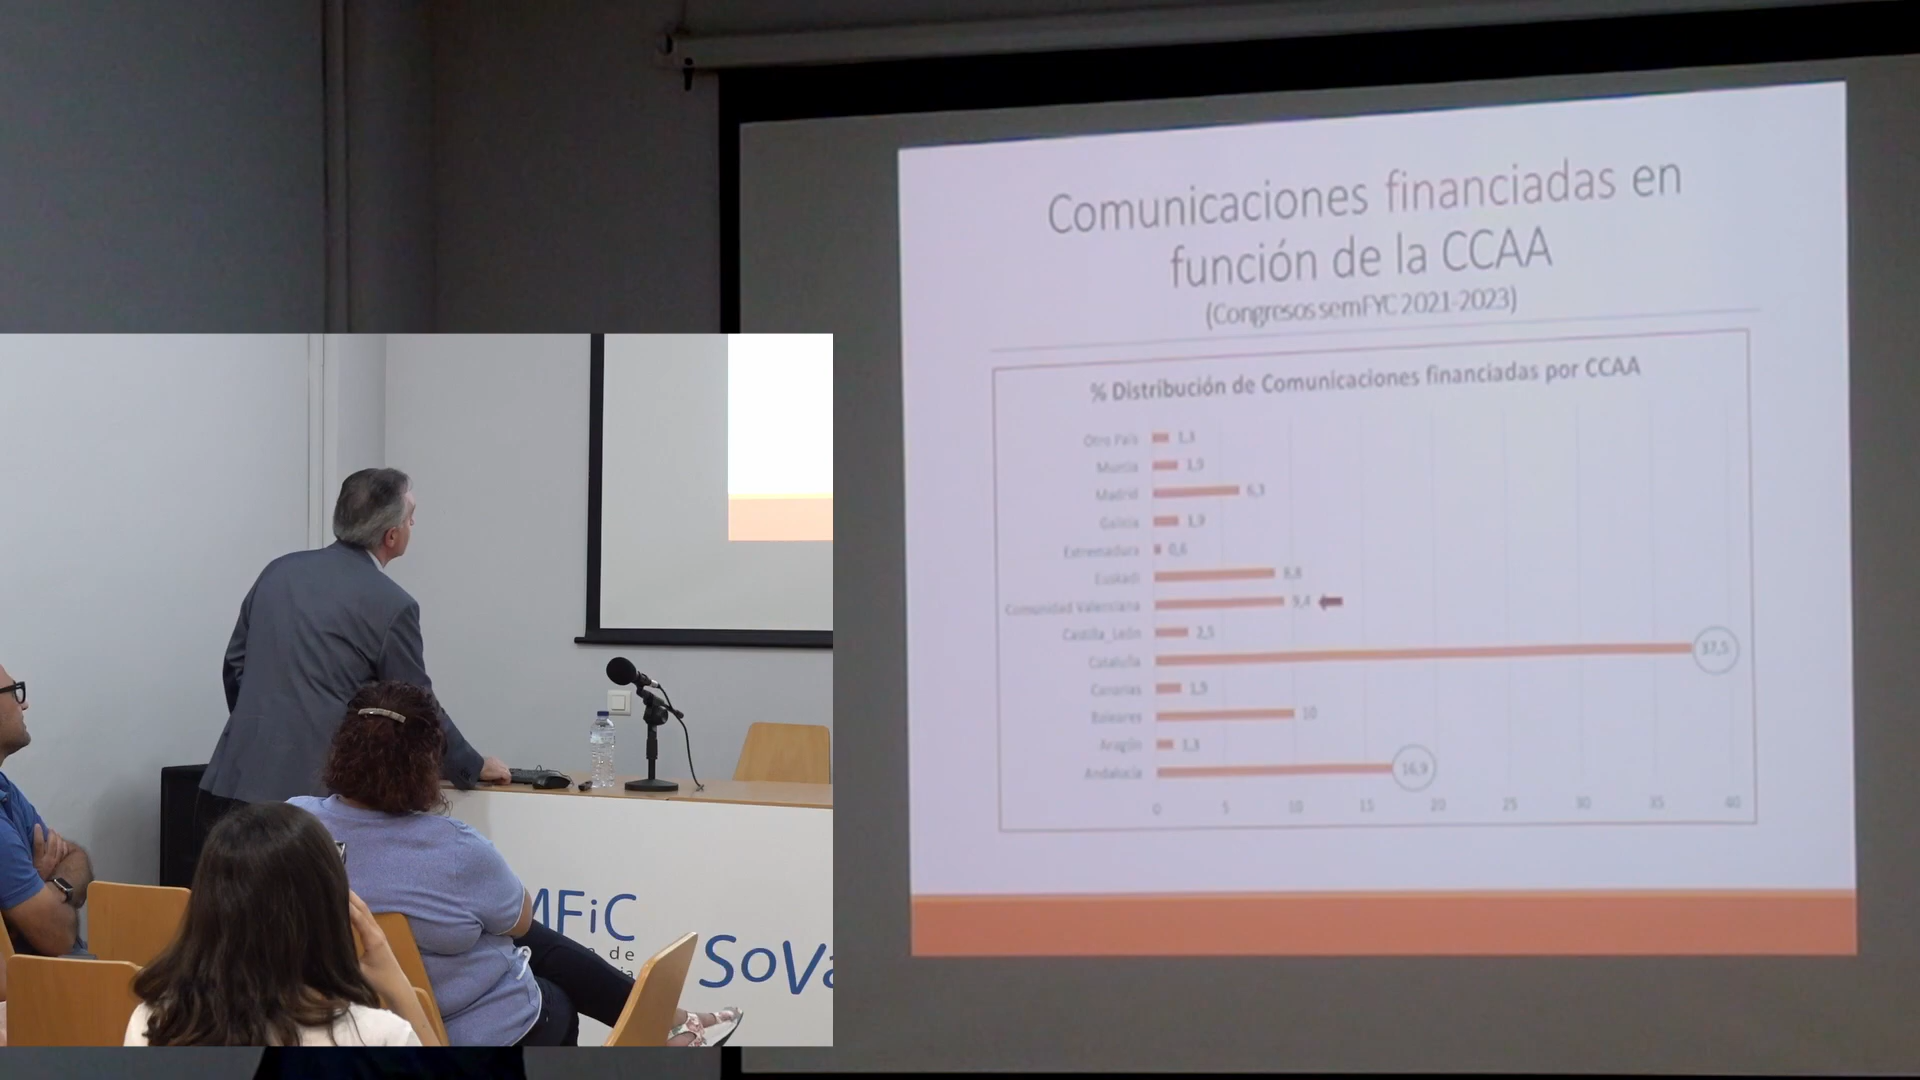 Comunicaciones financiadas en
función de la CCAA
(Congresos semFYC 2021-2023)
% Distribución de Comunicaciones financiadas por CCAA
Otro País 1,3
Murcia 1,9
Madrid 6,3
Galicia 1,9
Extremadura 0,6
Euskadi 8,8
Comunidad Valenciana 9,4
Castilla_León 2,5
Cataluña 37,5
Canarias 1,9
Baleares 10
Aragón 1,3
Andalucía 16,9
0 5 10 15 20 25 30 35 40
MFiC
de
SoVa